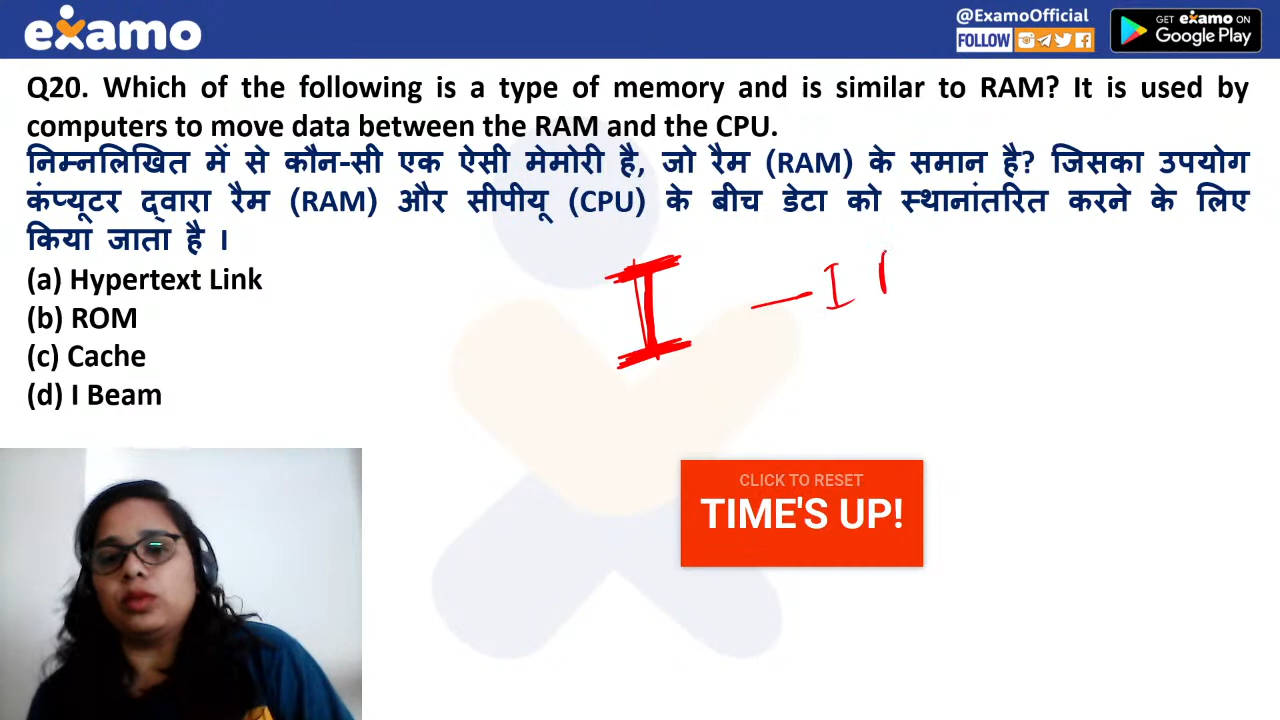 examo
@ExamoOfficial
FOLLOW
GET examo ON
Google Play
Q20. Which of the following is a type of memory and is similar to RAM? It is used by
computers to move data between the RAM and the CPU.
निम्नलिखित में से कौन-सी एक ऐसी मेमोरी है, जो रैम (RAM) के समान है? जिसका उपयोग
कंप्यूटर द्वारा रैम (RAM) और सीपीयू (CPU) के बीच डेटा को स्थानांतरित करने के लिए
किया जाता है ।
(a) Hypertext Link
(b) ROM
(c) Cache
(d) I Beam
I
— I
CLICK TO RESET
TIME'S UP!